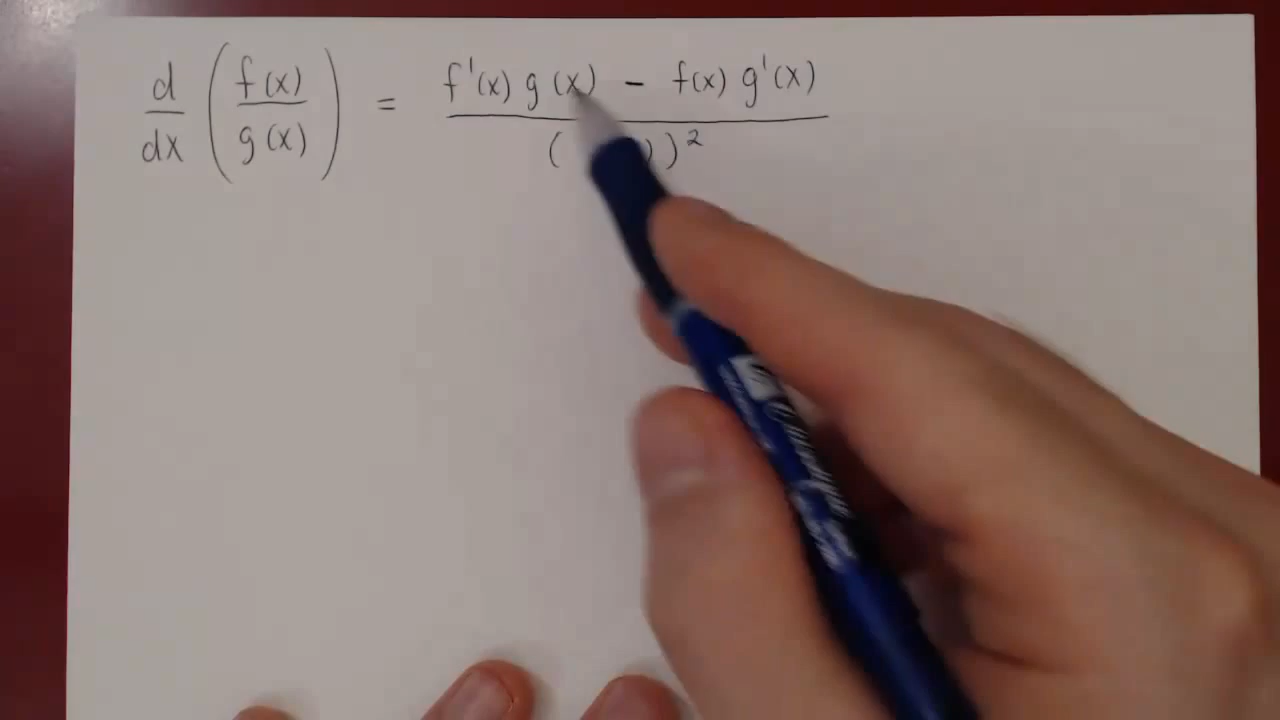 d/dx (f(x)/g(x)) = (f'(x) g(x) - f(x) g'(x))/( ))²